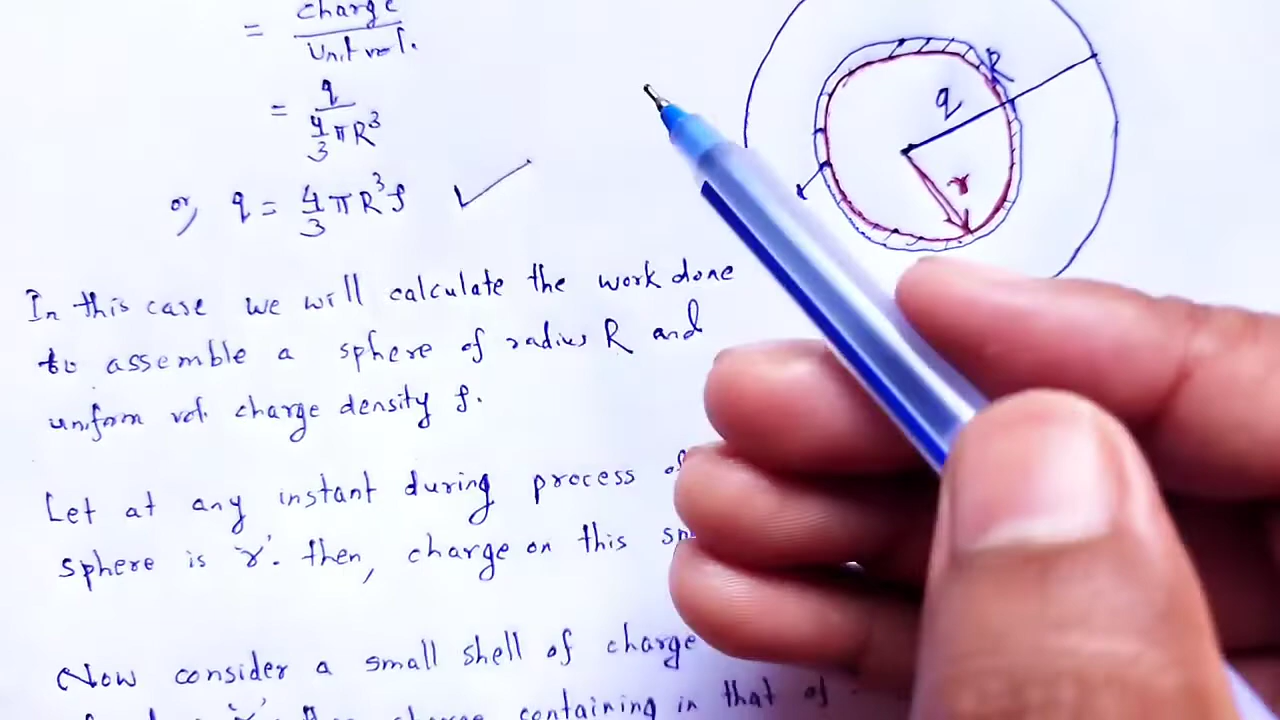 = charge / Unit vol.
= q / 4/3 πR³
or, q = 4/3 πR³ρ ✓
R
q
r
In this case we will calculate the work done
to assemble a sphere of radius R and
uniform vol. charge density ρ.
Let at any instant during process of
sphere is 'r'. then, charge on this
Now consider a small shell of charge
charge containing in that of